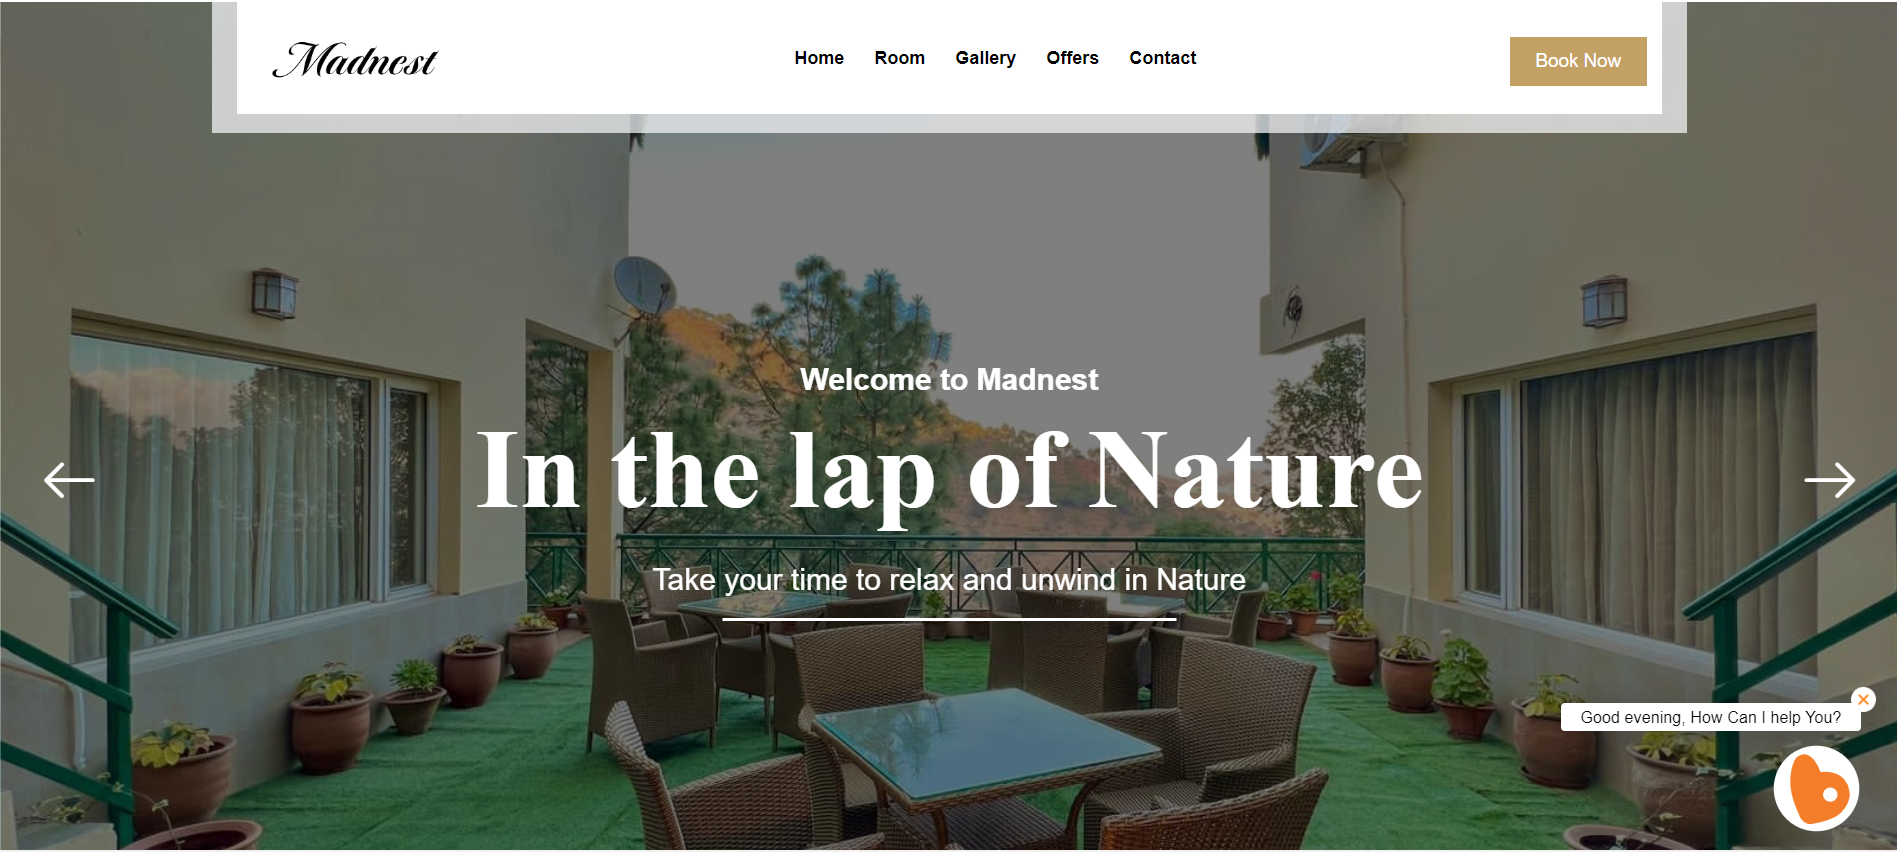 Madnest
Home Room Gallery Offers Contact
Book Now
Welcome to Madnest
In the lap of Nature
Take your time to relax and unwind in Nature
Good evening, How Can I help You?